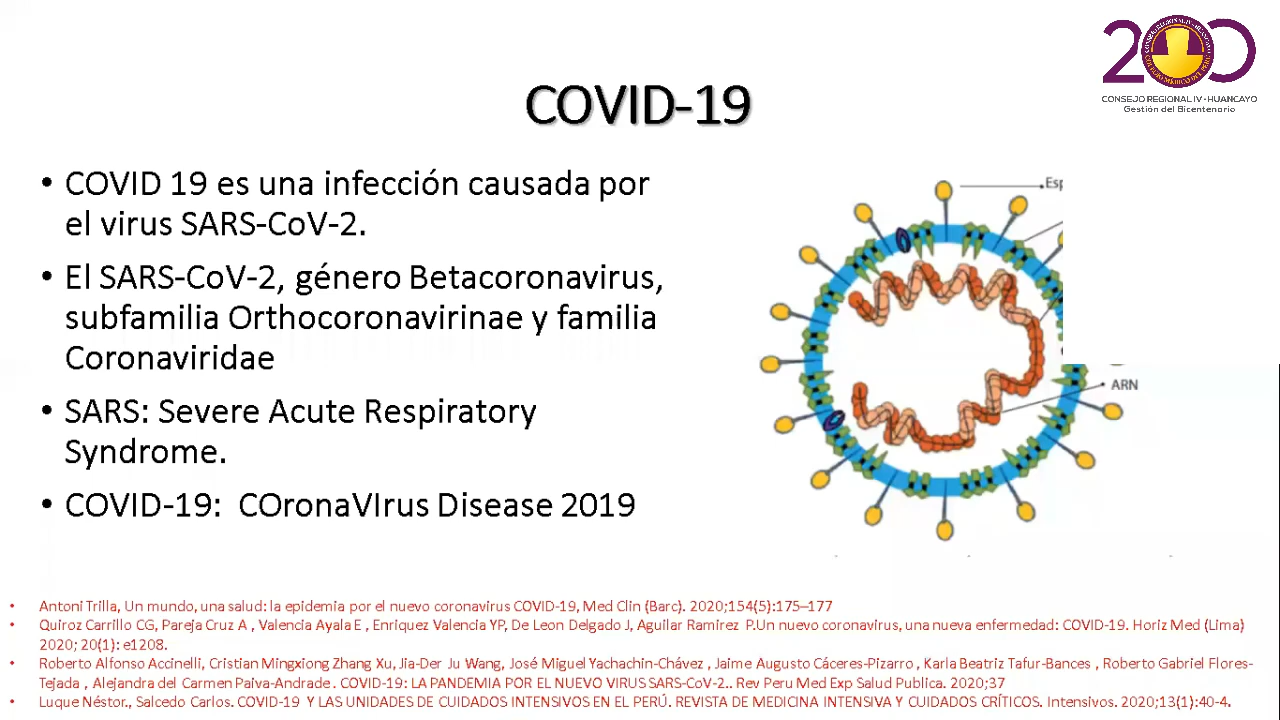 200
CONSEJO REGIONAL IV - HUANCAYO
Gestión del Bicentenario
COVID-19
• COVID 19 es una infección causada por
el virus SARS-CoV-2.
• El SARS-CoV-2, género Betacoronavirus,
subfamilia Orthocoronavirinae y familia
Coronaviridae
• SARS: Severe Acute Respiratory
Syndrome.
• COVID-19:  COronaVIrus Disease 2019
ARN
• Antoni Trilla, Un mundo, una salud: la epidemia por el nuevo coronavirus COVID-19, Med Clin (Barc). 2020;154(5):175–177
• Quiroz Carrillo CG, Pareja Cruz A , Valencia Ayala E , Enriquez Valencia YP, De Leon Delgado J, Aguilar Ramirez P.Un nuevo coronavirus, una nueva enfermedad: COVID-19. Horiz Med (Lima)
2020; 20(1): e1208.
• Roberto Alfonso Accinelli, Cristian Mingxiong Zhang Xu, Jia-Der Ju Wang, José Miguel Yachachin-Chávez , Jaime Augusto Cáceres-Pizarro , Karla Beatriz Tafur-Bances , Roberto Gabriel Flores-
Tejada , Alejandra del Carmen Paiva-Andrade . COVID-19: LA PANDEMIA POR EL NUEVO VIRUS SARS-CoV-2.. Rev Peru Med Exp Salud Publica. 2020;37
• Luque Néstor., Salcedo Carlos. COVID-19 Y LAS UNIDADES DE CUIDADOS INTENSIVOS EN EL PERÚ. REVISTA DE MEDICINA INTENSIVA Y CUIDADOS CRÍTICOS. Intensivos. 2020;13(1):40-4.